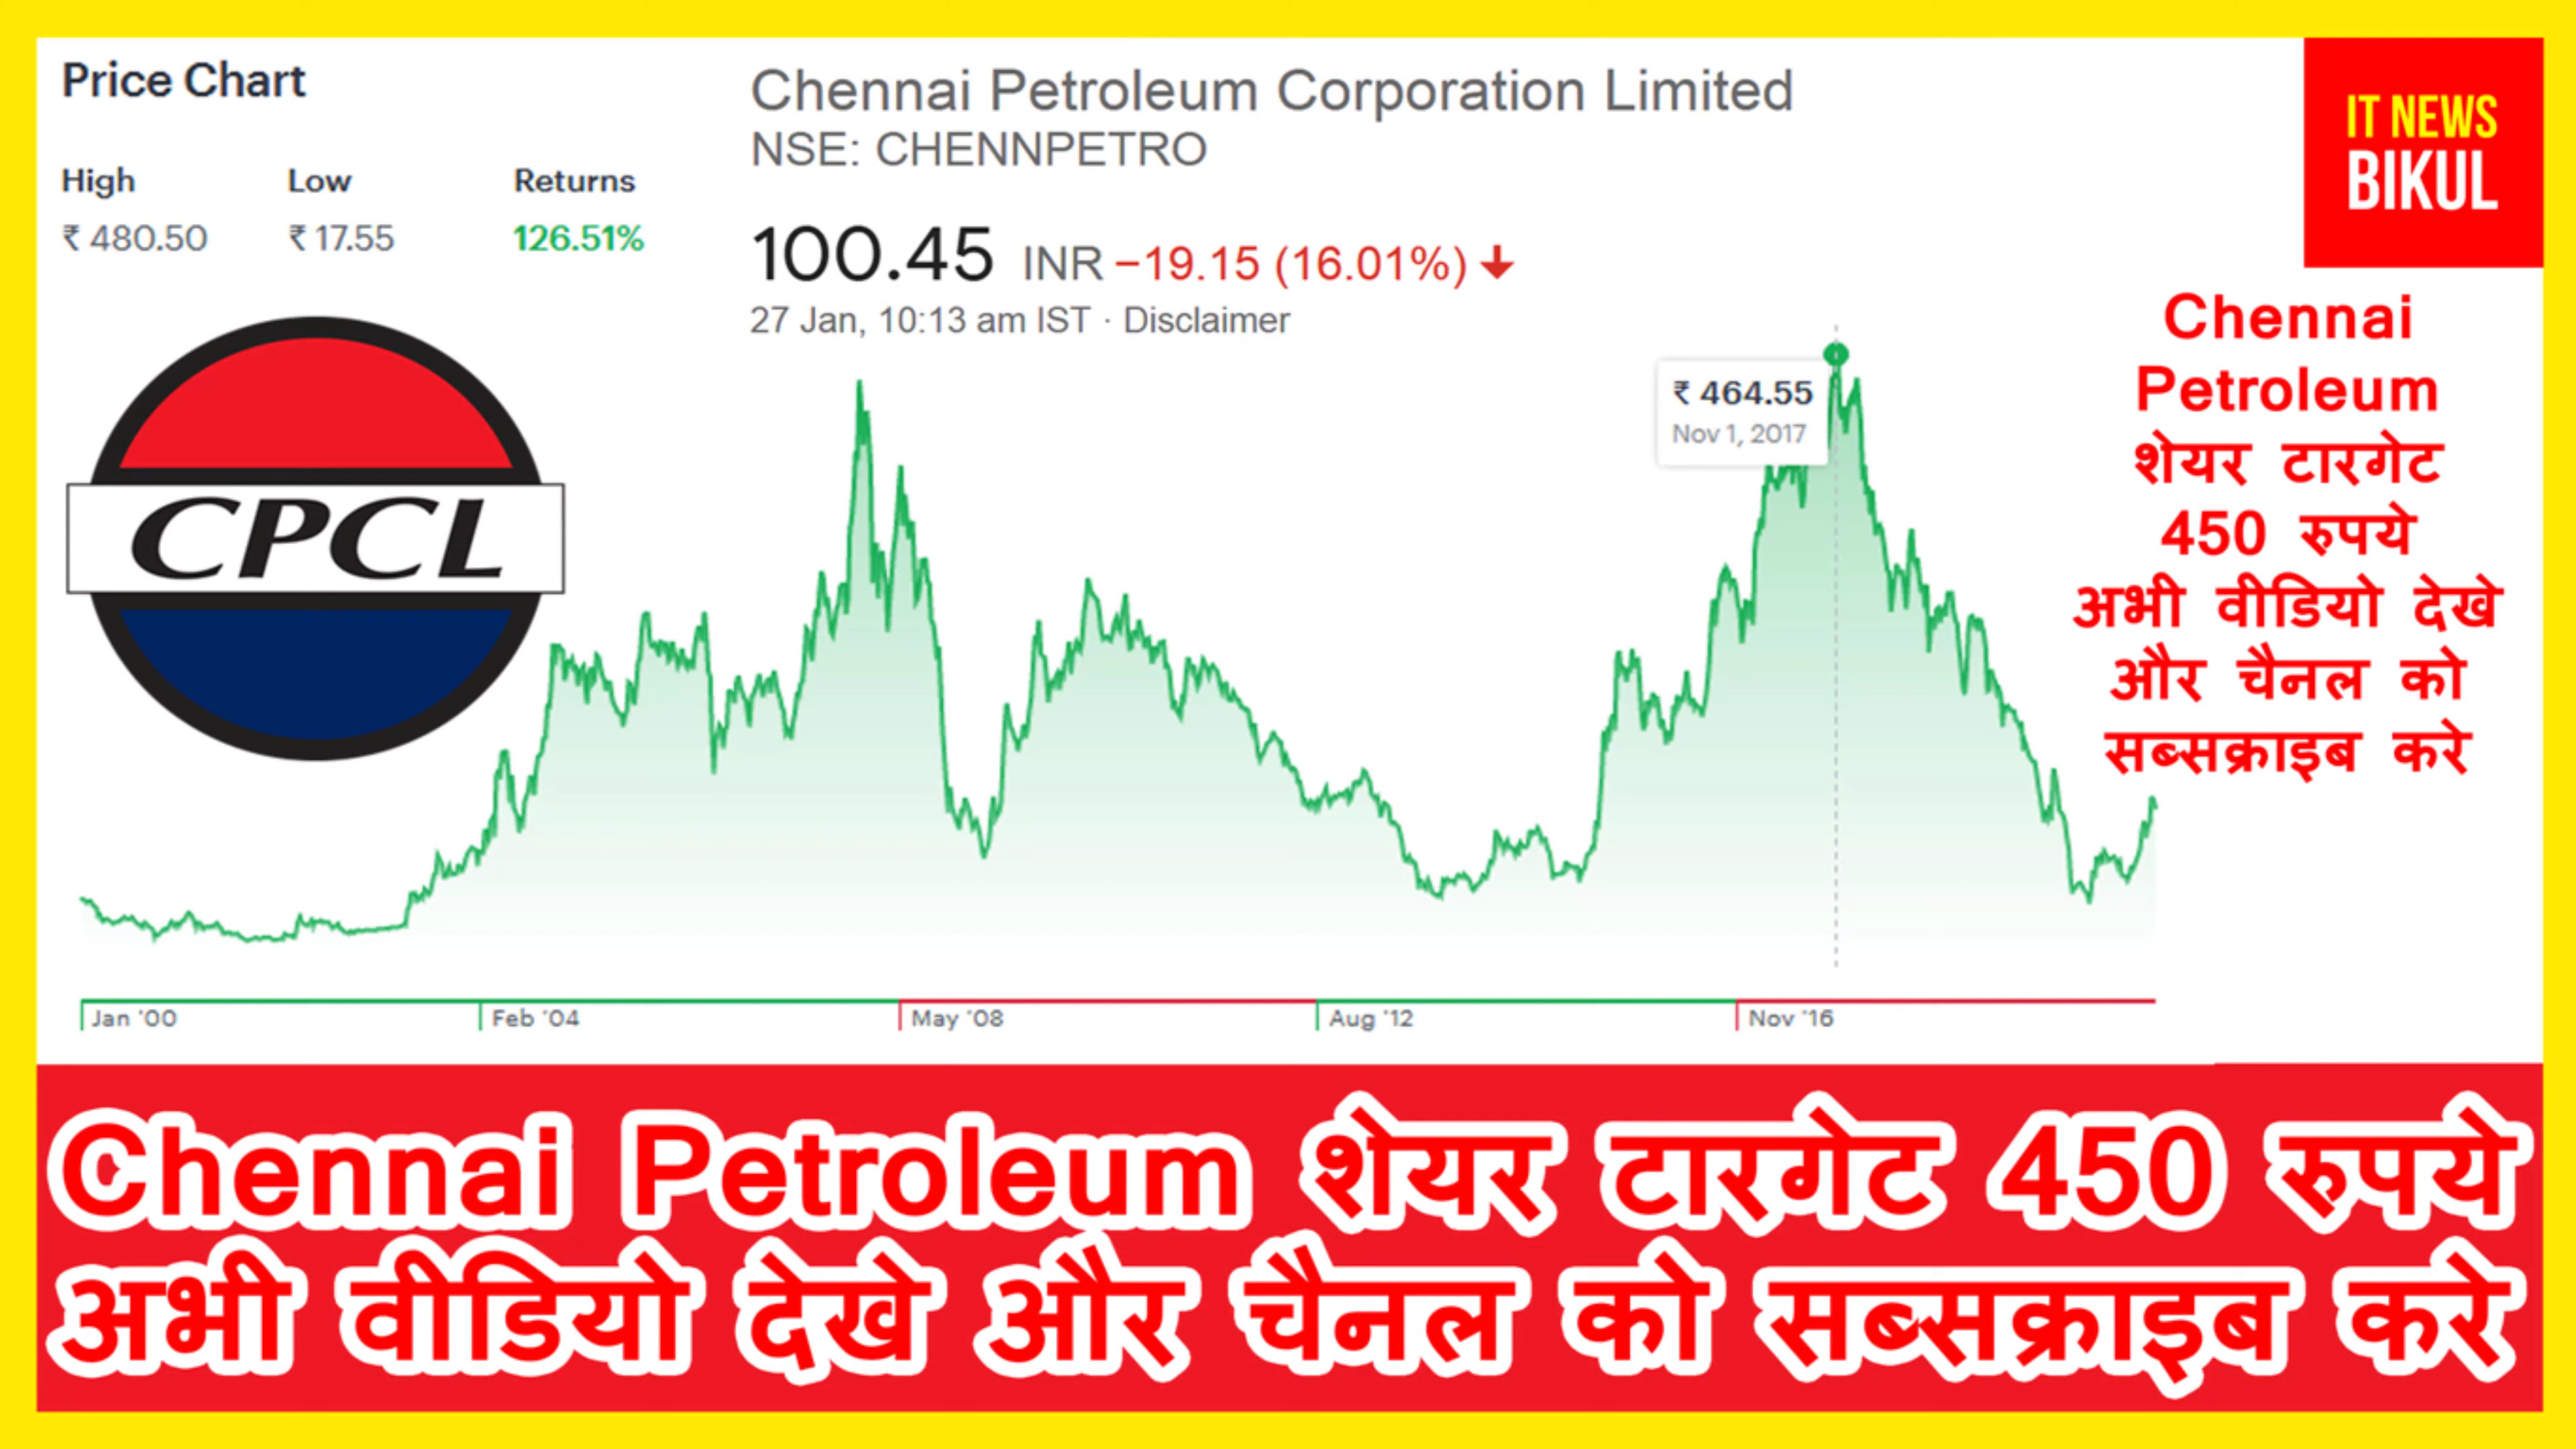 Price Chart
High Low Returns
₹ 480.50 ₹ 17.55 126.51%
Chennai Petroleum Corporation Limited
NSE: CHENNPETRO
100.45 INR −19.15 (16.01%) ↓
27 Jan, 10:13 am IST · Disclaimer
IT NEWS
BIKUL
CPCL
₹ 464.55
Nov 1, 2017
Chennai
Petroleum
शेयर टारगेट
450 रुपये
अभी वीडियो देखे
और चैनल को
सब्सक्राइब करे
Jan '00 Feb '04 May '08 Aug '12 Nov '16
Chennai Petroleum शेयर टारगेट 450 रुपये
अभी वीडियो देखे और चैनल को सब्सक्राइब करे